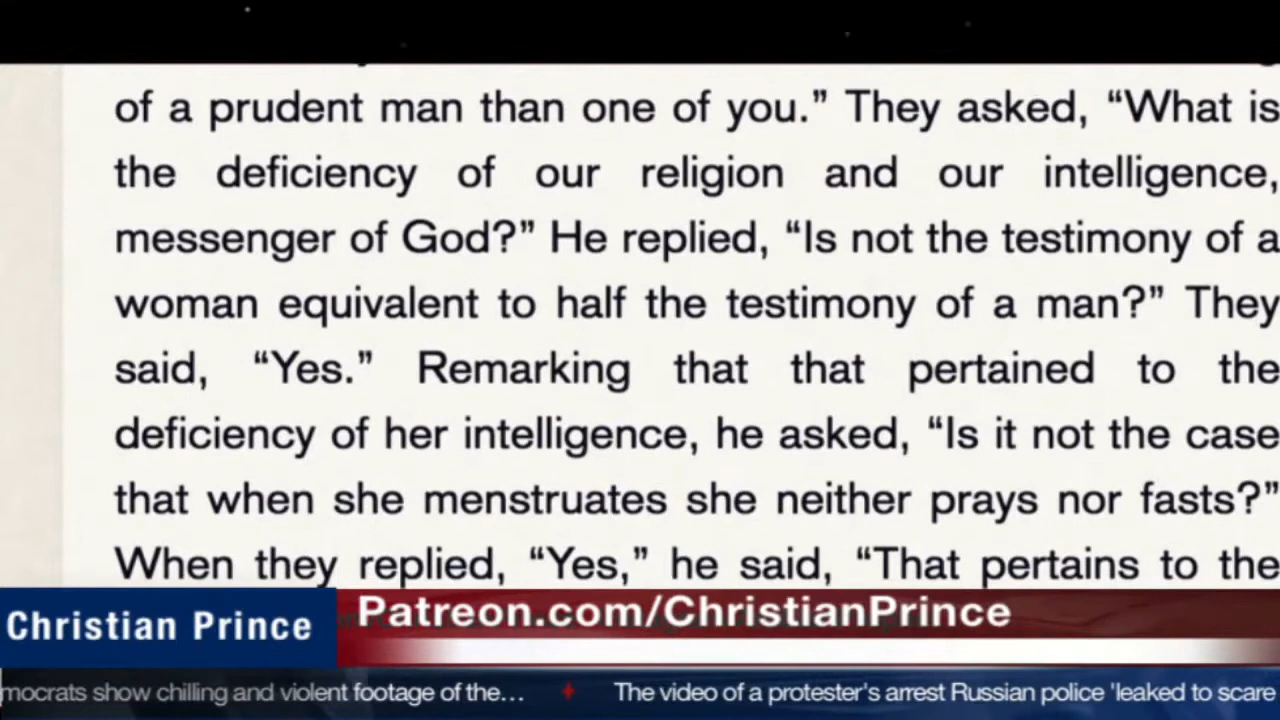 of a prudent man than one of you.” They asked, “What is
the deficiency of our religion and our intelligence,
messenger of God?” He replied, “Is not the testimony of a
woman equivalent to half the testimony of a man?” They
said, “Yes.” Remarking that that pertained to the
deficiency of her intelligence, he asked, “Is it not the case
that when she menstruates she neither prays nor fasts?”
When they replied, “Yes,” he said, “That pertains to the
Christian Prince
Patreon.com/ChristianPrince
mocrats show chilling and violent footage of the… The video of a protester's arrest Russian police 'leaked to scare